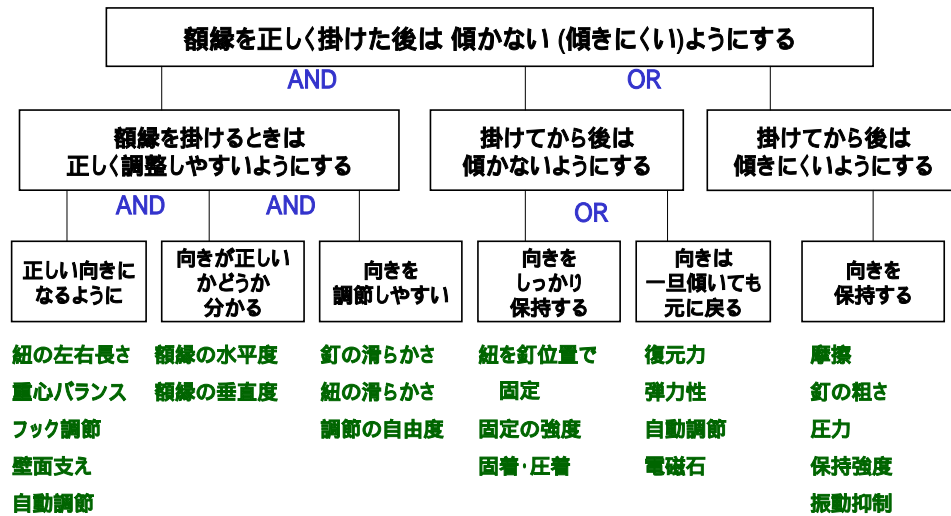 額縁を正しく掛けた後は 傾かない (傾きにくい)ようにする
AND
OR
額縁を掛けるときは
正しく調整しやすいようにする
掛けてから後は
傾かないようにする
掛けてから後は
傾きにくいようにする
AND
AND
OR
正しい向きに
なるように
向きが正しい
かどうか
分かる
向きを
調節しやすい
向きを
しっかり
保持する
向きは
一旦傾いても
元に戻る
向きを
保持する
紐の左右長さ
重心バランス
フック調節
壁面支え
自動調節
額縁の水平度
額縁の垂直度
釘の滑らかさ
紐の滑らかさ
調節の自由度
紐を釘位置で
固定
固定の強度
固着・圧着
復元力
弾力性
自動調節
電磁石
摩擦
釘の粗さ
圧力
保持強度
振動抑制